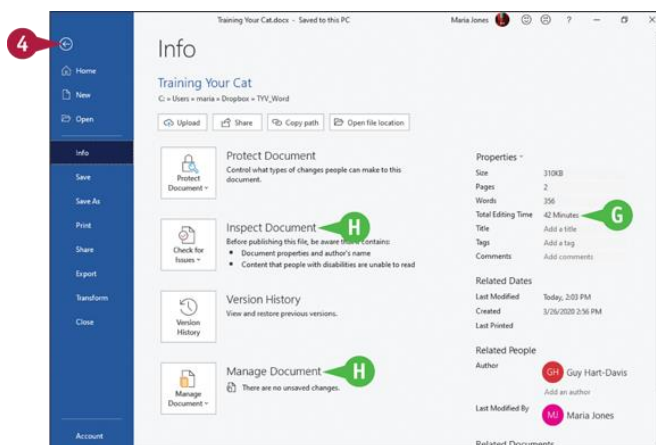 Training Your Cat.docx - Saved to this PC
Maria Jones
?
4
Info
Home
New
Open
Info
Save
Save As
Print
Share
Export
Transform
Close
Account
Training Your Cat
C: » Users » maria » Dropbox » TYV_Word
Upload
Share
Copy path
Open file location
Protect Document
Protect Document
Control what types of changes people can make to this
document.
Check for Issues
Inspect Document
H
Before publishing this file, be aware that it contains:
Document properties and author's name
Content that people with disabilities are unable to read
Version History
Version History
View and restore previous versions.
Manage Document
Manage Document
H
There are no unsaved changes.
Properties
Size 310KB
Pages 2
Words 356
Total Editing Time 42 Minutes
G
Title Add a title
Tags Add a tag
Comments Add comments
Related Dates
Last Modified Today, 2:03 PM
Created 3/26/2020 2:56 PM
Last Printed
Related People
Author
GH Guy Hart-Davis
Add an author
Last Modified By
MJ Maria Jones
Related Documents